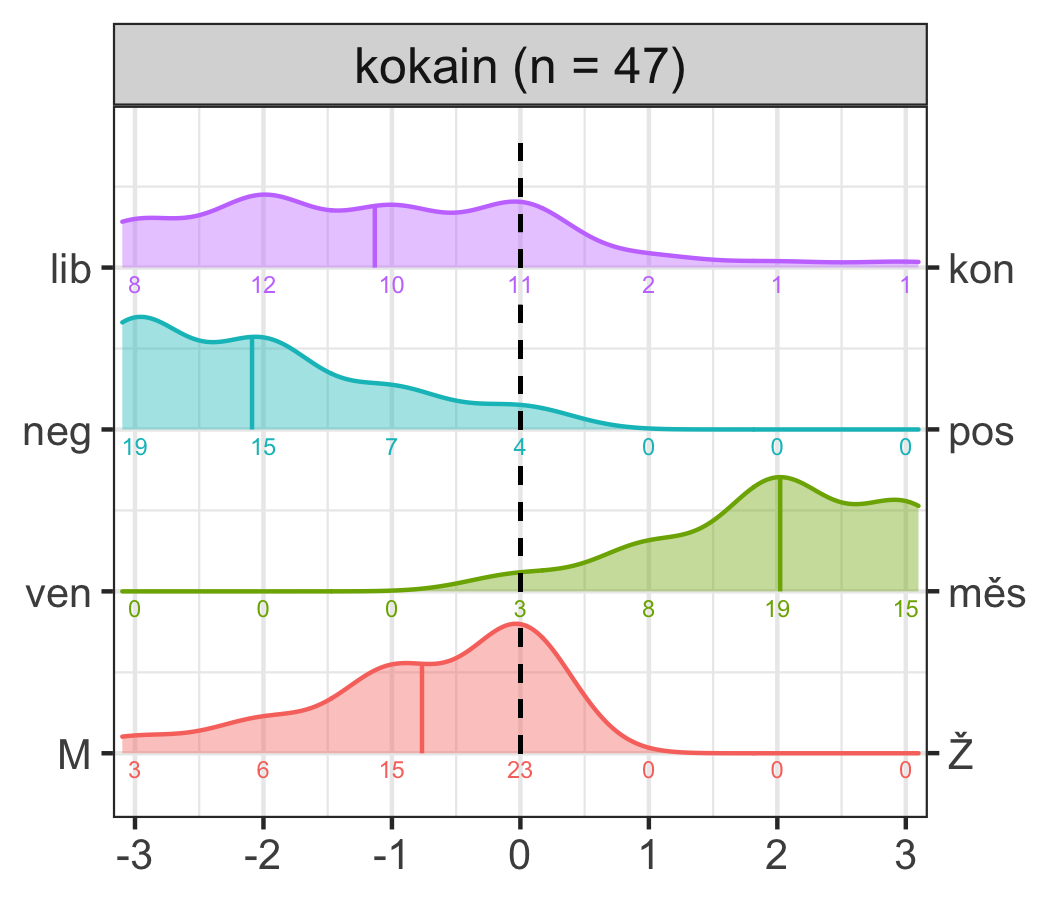 kokain (n = 47)
lib kon
8 12 10 11 2 1 1
neg pos
19 15 7 4 0 0 0
ven měs
0 0 0 3 8 19 15
M Ž
3 6 15 23 0 0 0
-3 -2 -1 0 1 2 3